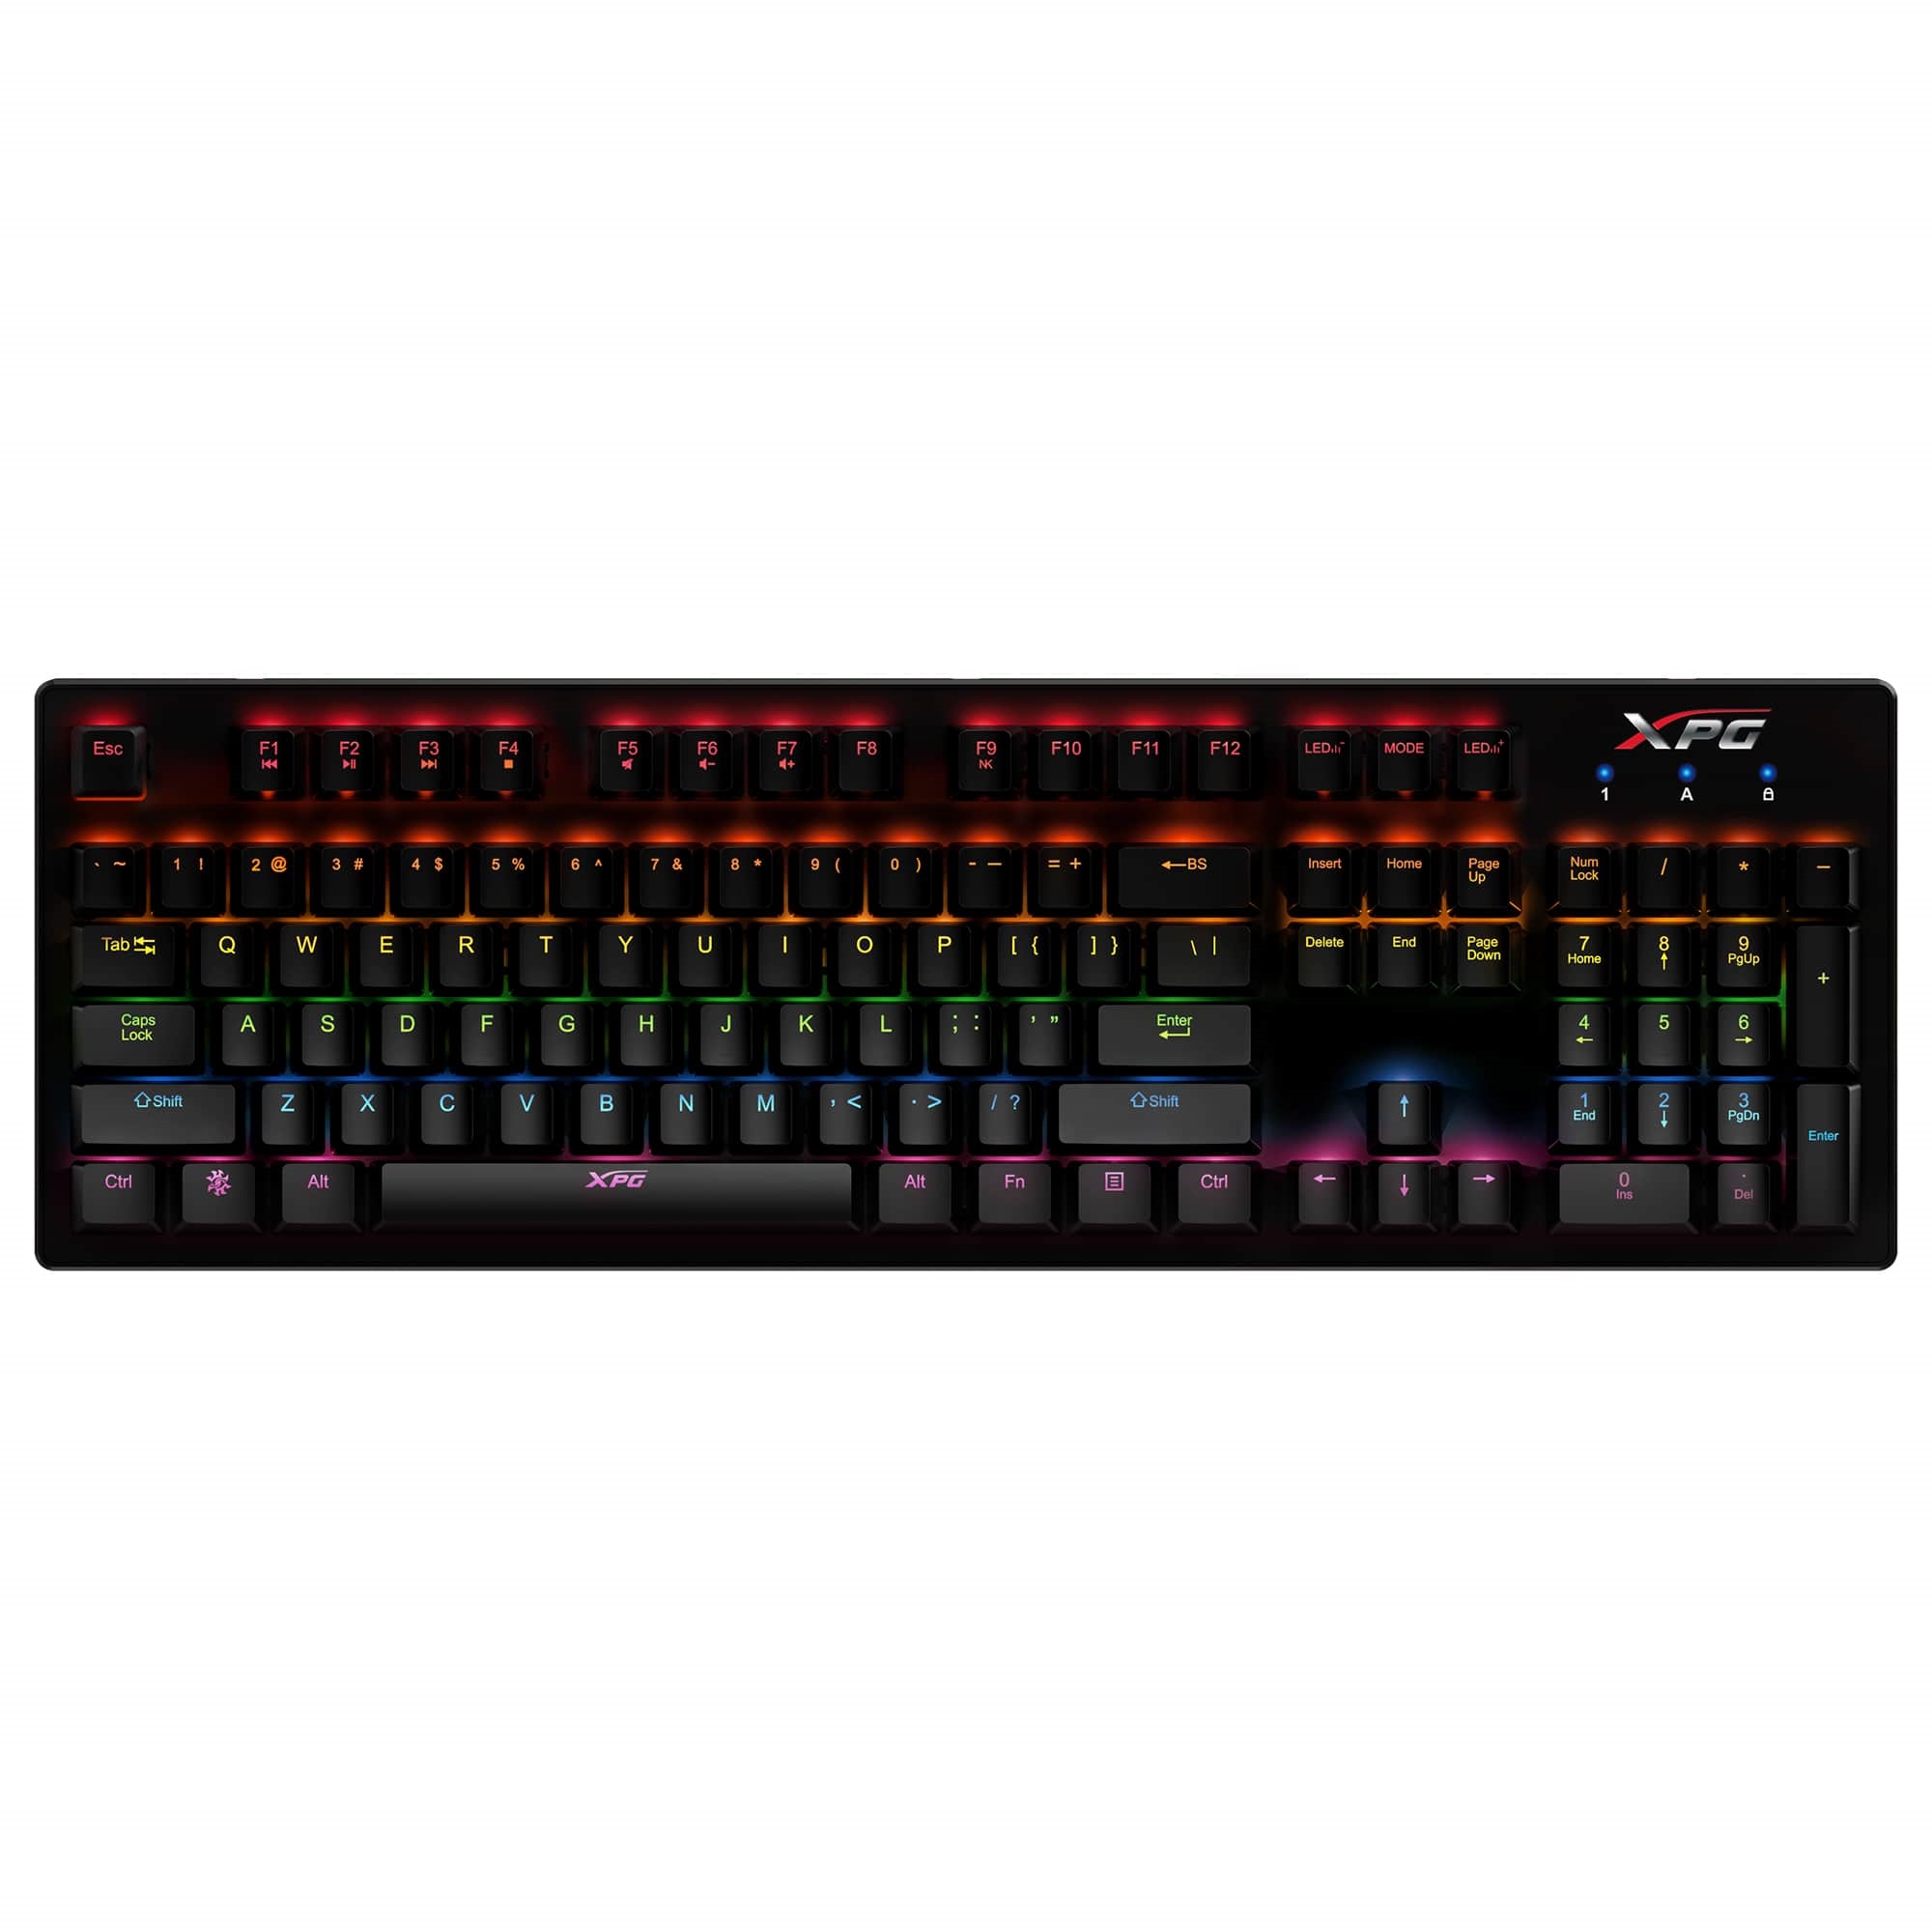 XPG
Esc F1 F2 F3 F4 F5 F6 F7 F8 F9 F10 F11 F12 LED- MODE LED+
NK
1 A
` ~ 1 ! 2 @ 3 # 4 $ 5 % 6 ^ 7 & 8 * 9 ( 0 ) - — = + ←BS Insert Home Page Up Num Lock / * −
Tab Q W E R T Y U I O P [ { ] } \ | Delete End Page Down 7 Home 8 ↑ 9 PgUp +
Caps Lock A S D F G H J K L ; : ’ ” Enter 4 ← 5 6 →
⇧Shift Z X C V B N M , < . > / ? ⇧Shift ↑ 1 End 2 ↓ 3 PgDn Enter
Ctrl Alt XPG Alt Fn Ctrl ← ↓ → 0 Ins . Del